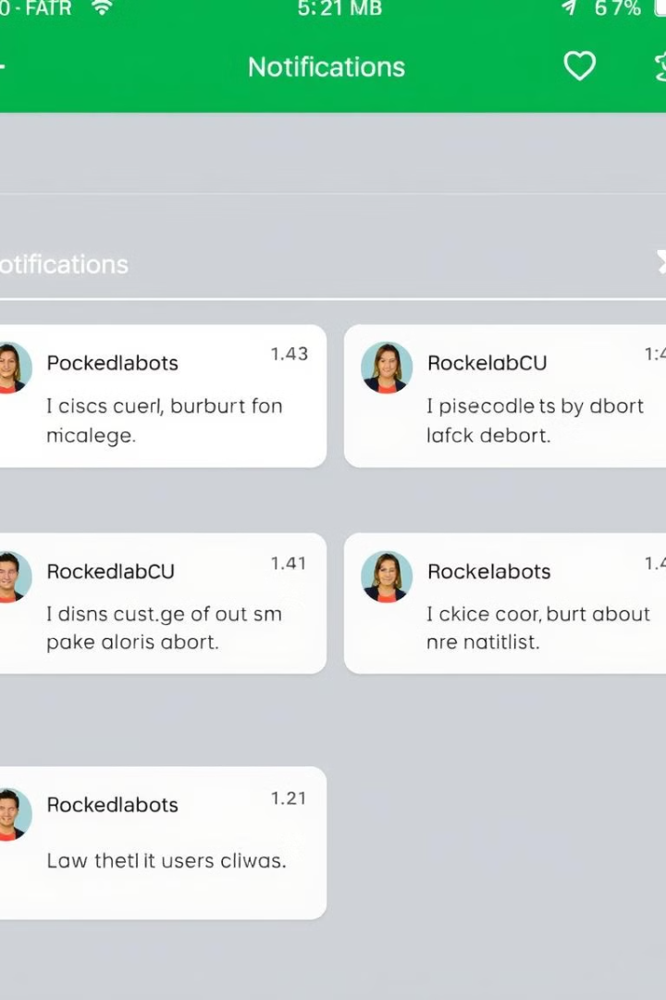 0 - FATR 5:21 MB 67%
Notifications
otifications
Pockedlabots 1.43
I ciscs cuerl, burburt fon
micalege.
RockelabCU 1:4
I pisecodle ts by dbort
lafck debort.
RockedlabCU 1.41
I disns cust.ge of out sm
pake aloris abort.
Rockelabots 1.4
I ckice coor, burt about
nre natitlist.
Rockedlabots 1.21
Law thetl it users cliwas.